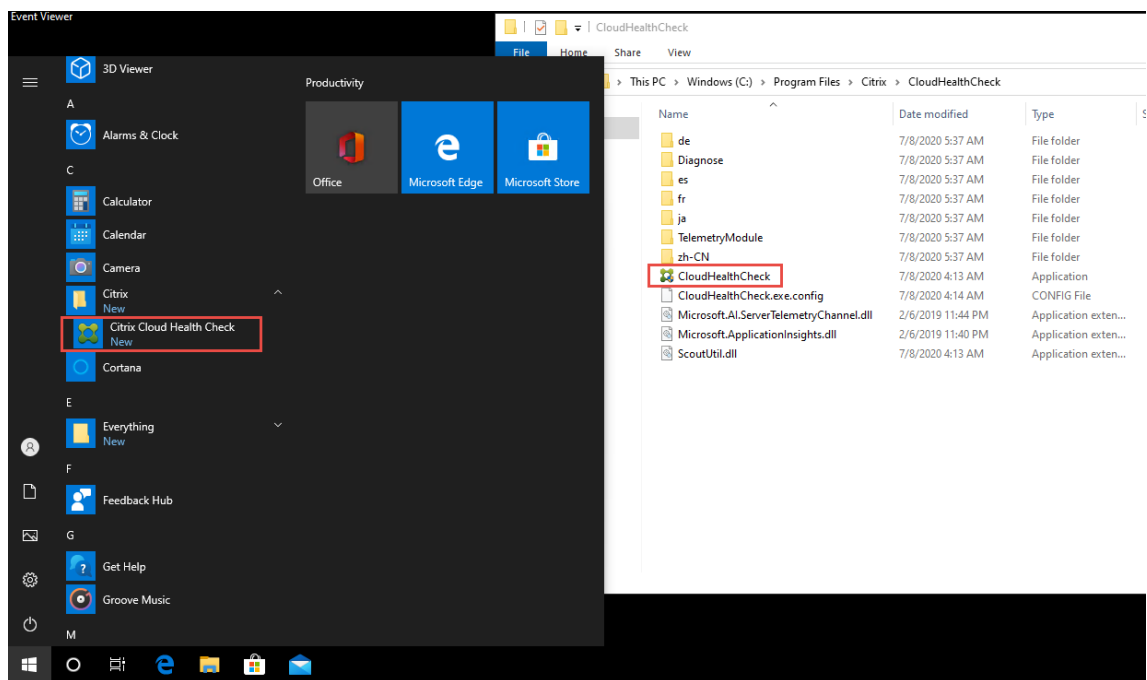 Event Viewer
3D Viewer
A
Alarms & Clock
C
Calculator
Calendar
Camera
Citrix
New
Citrix Cloud Health Check
New
Cortana
E
Everything
New
F
Feedback Hub
G
Get Help
Groove Music
M
Productivity
Office
Microsoft Edge
Microsoft Store
CloudHealthCheck
File Home Share View
This PC > Windows (C:) > Program Files > Citrix > CloudHealthCheck
Name Date modified Type S
de 7/8/2020 5:37 AM File folder
Diagnose 7/8/2020 5:37 AM File folder
es 7/8/2020 5:37 AM File folder
fr 7/8/2020 5:37 AM File folder
ja 7/8/2020 5:37 AM File folder
TelemetryModule 7/8/2020 5:37 AM File folder
zh-CN 7/8/2020 5:37 AM File folder
CloudHealthCheck 7/8/2020 4:13 AM Application
CloudHealthCheck.exe.config 7/8/2020 4:14 AM CONFIG File
Microsoft.AI.ServerTelemetryChannel.dll 2/6/2019 11:44 PM Application exten...
Microsoft.ApplicationInsights.dll 2/6/2019 11:40 PM Application exten...
ScoutUtil.dll 7/8/2020 4:13 AM Application exten...